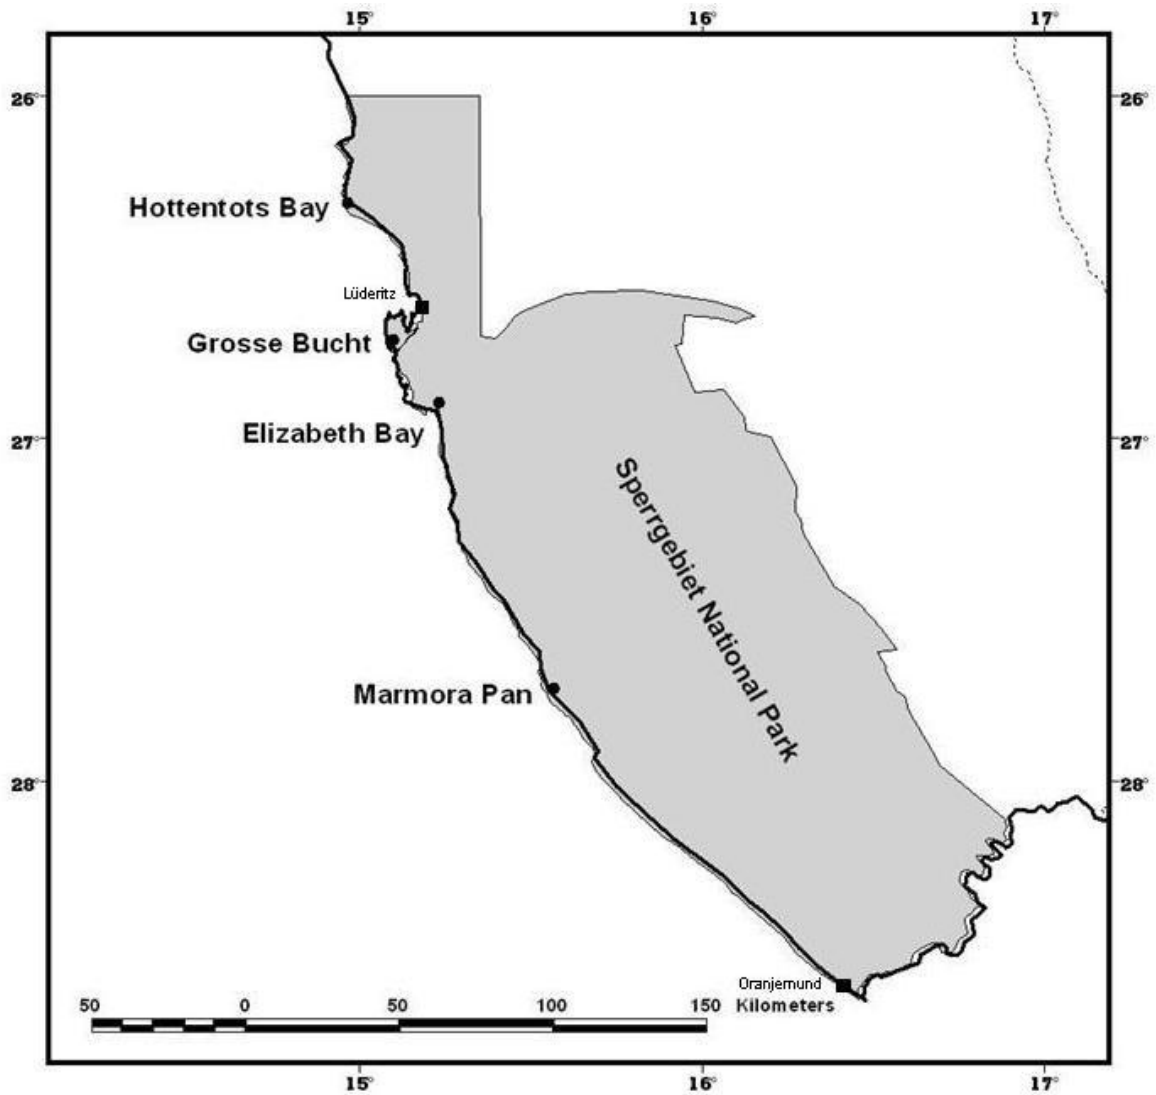 15° 16° 17°
26° 26°
Hottentots Bay
Lüderitz
Grosse Bucht
Elizabeth Bay
27° 27°
Sperrgebiet National Park
Marmora Pan
28° 28°
Oranjemund
50 0 50 100 150 Kilometers
15° 16° 17°